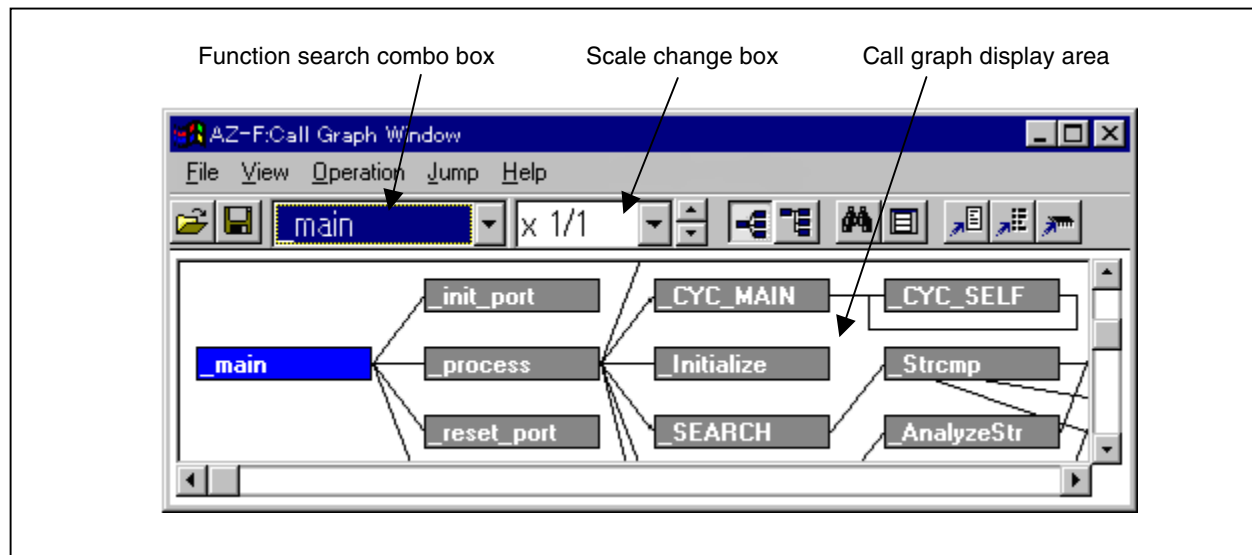 Function search combo box Scale change box Call graph display area
AZ-F:Call Graph Window
File View Operation Jump Help
_main x 1/1
_init_port _CYC_MAIN _CYC_SELF
_main _process _Initialize _Strcmp
_reset_port _SEARCH _AnalyzeStr